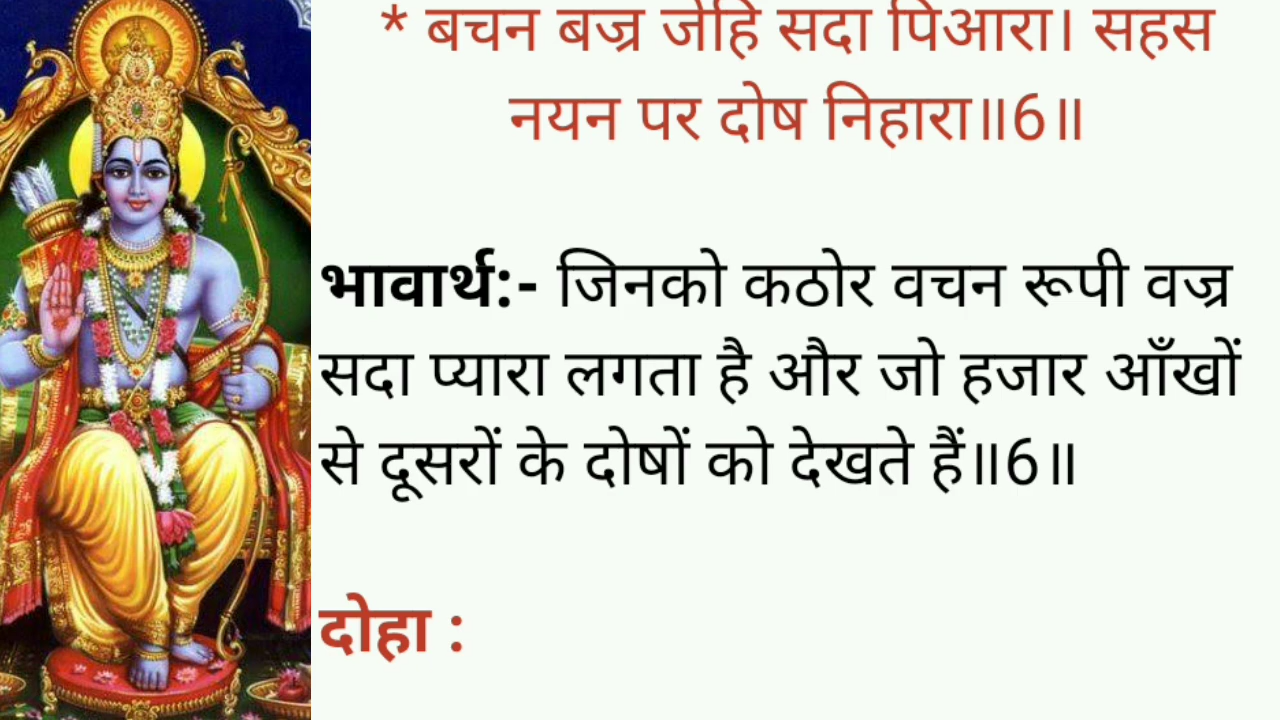 * बचन बज्र जेहि सदा पिआरा। सहस
नयन पर दोष निहारा॥6॥
भावार्थ:- जिनको कठोर वचन रूपी वज्र
सदा प्यारा लगता है और जो हजार आँखों
से दूसरों के दोषों को देखते हैं॥6॥
दोहा :